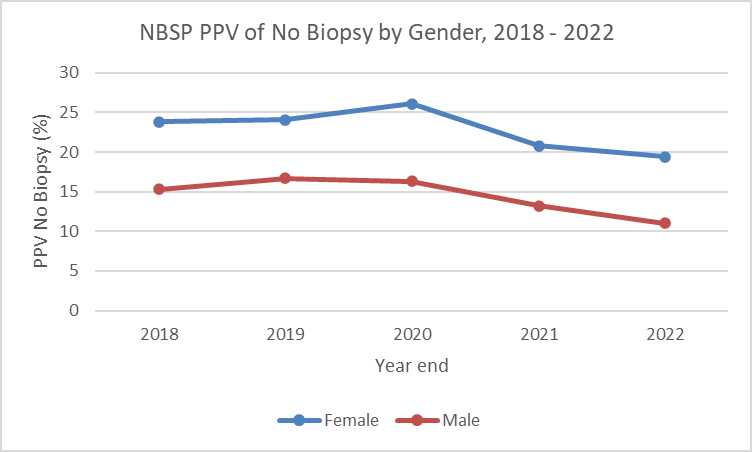 NBSP PPV of No Biopsy by Gender, 2018 - 2022
PPV No Biopsy (%)
30
25
20
15
10
5
0
2018 2019 2020 2021 2022
Year end
Female Male